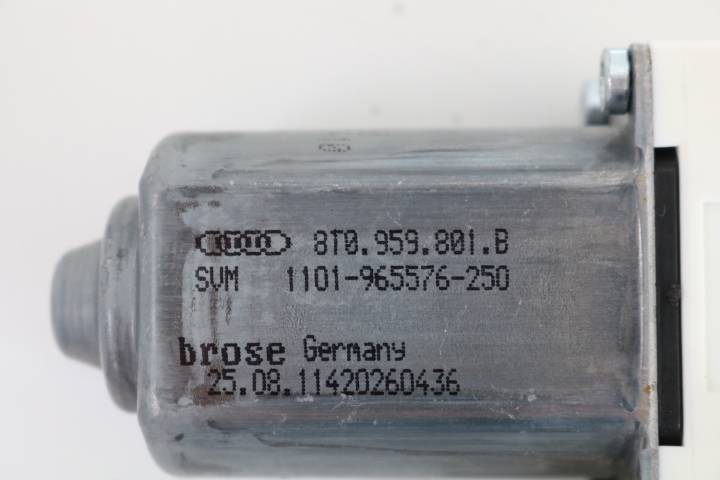 8T0.959.801.B
SVM 1101-965576-250
brose Germany
25.08.11420260436